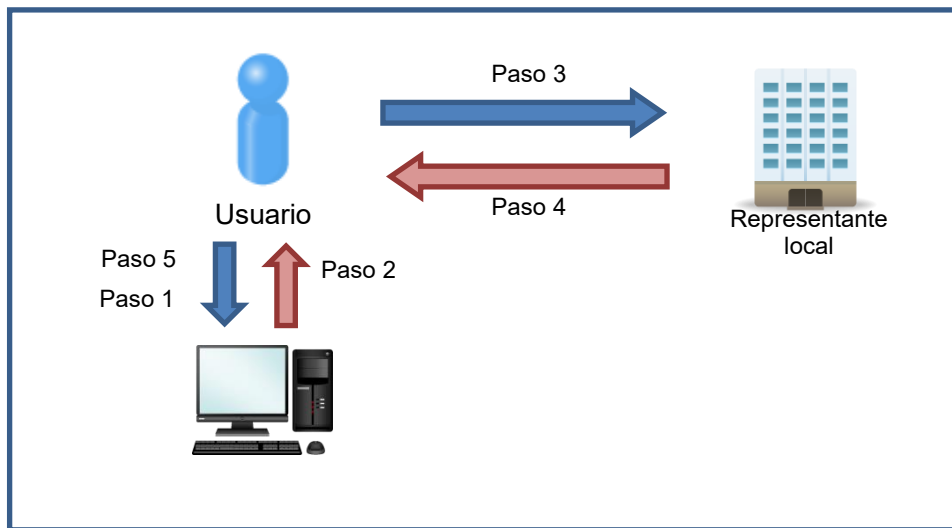 Paso 3
Paso 4
Usuario
Representante
local
Paso 5
Paso 2
Paso 1